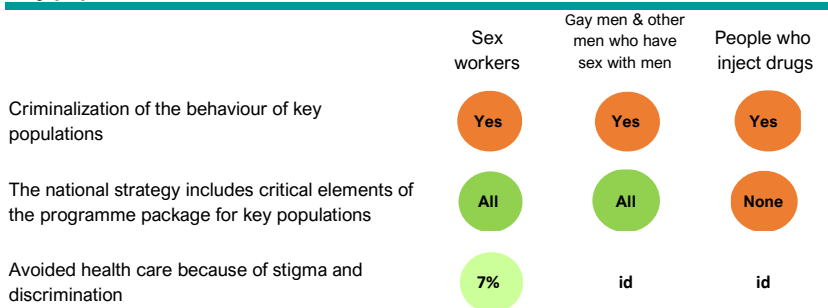 Sex workers
Gay men & other men who have sex with men
People who inject drugs
Criminalization of the behaviour of key populations
Yes
Yes
Yes
The national strategy includes critical elements of the programme package for key populations
All
All
None
Avoided health care because of stigma and discrimination
7%
id
id